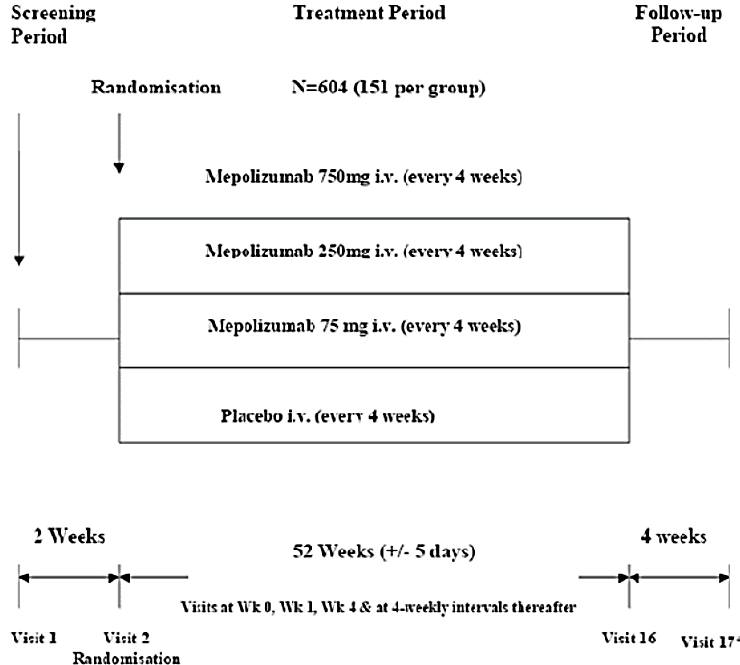 Screening
Period
Treatment Period
Follow-up
Period
Randomisation
N=604 (151 per group)
Mepolizumab 750mg i.v. (every 4 weeks)
Mepolizumab 250mg i.v. (every 4 weeks)
Mepolizumab 75 mg i.v. (every 4 weeks)
Placebo i.v. (every 4 weeks)
2 Weeks
52 Weeks (+/- 5 days)
4 weeks
Visits at Wk 0, Wk 1, Wk 4 & at 4-weekly intervals thereafter
Visit 1
Visit 2
Randomisation
Visit 16
Visit 17